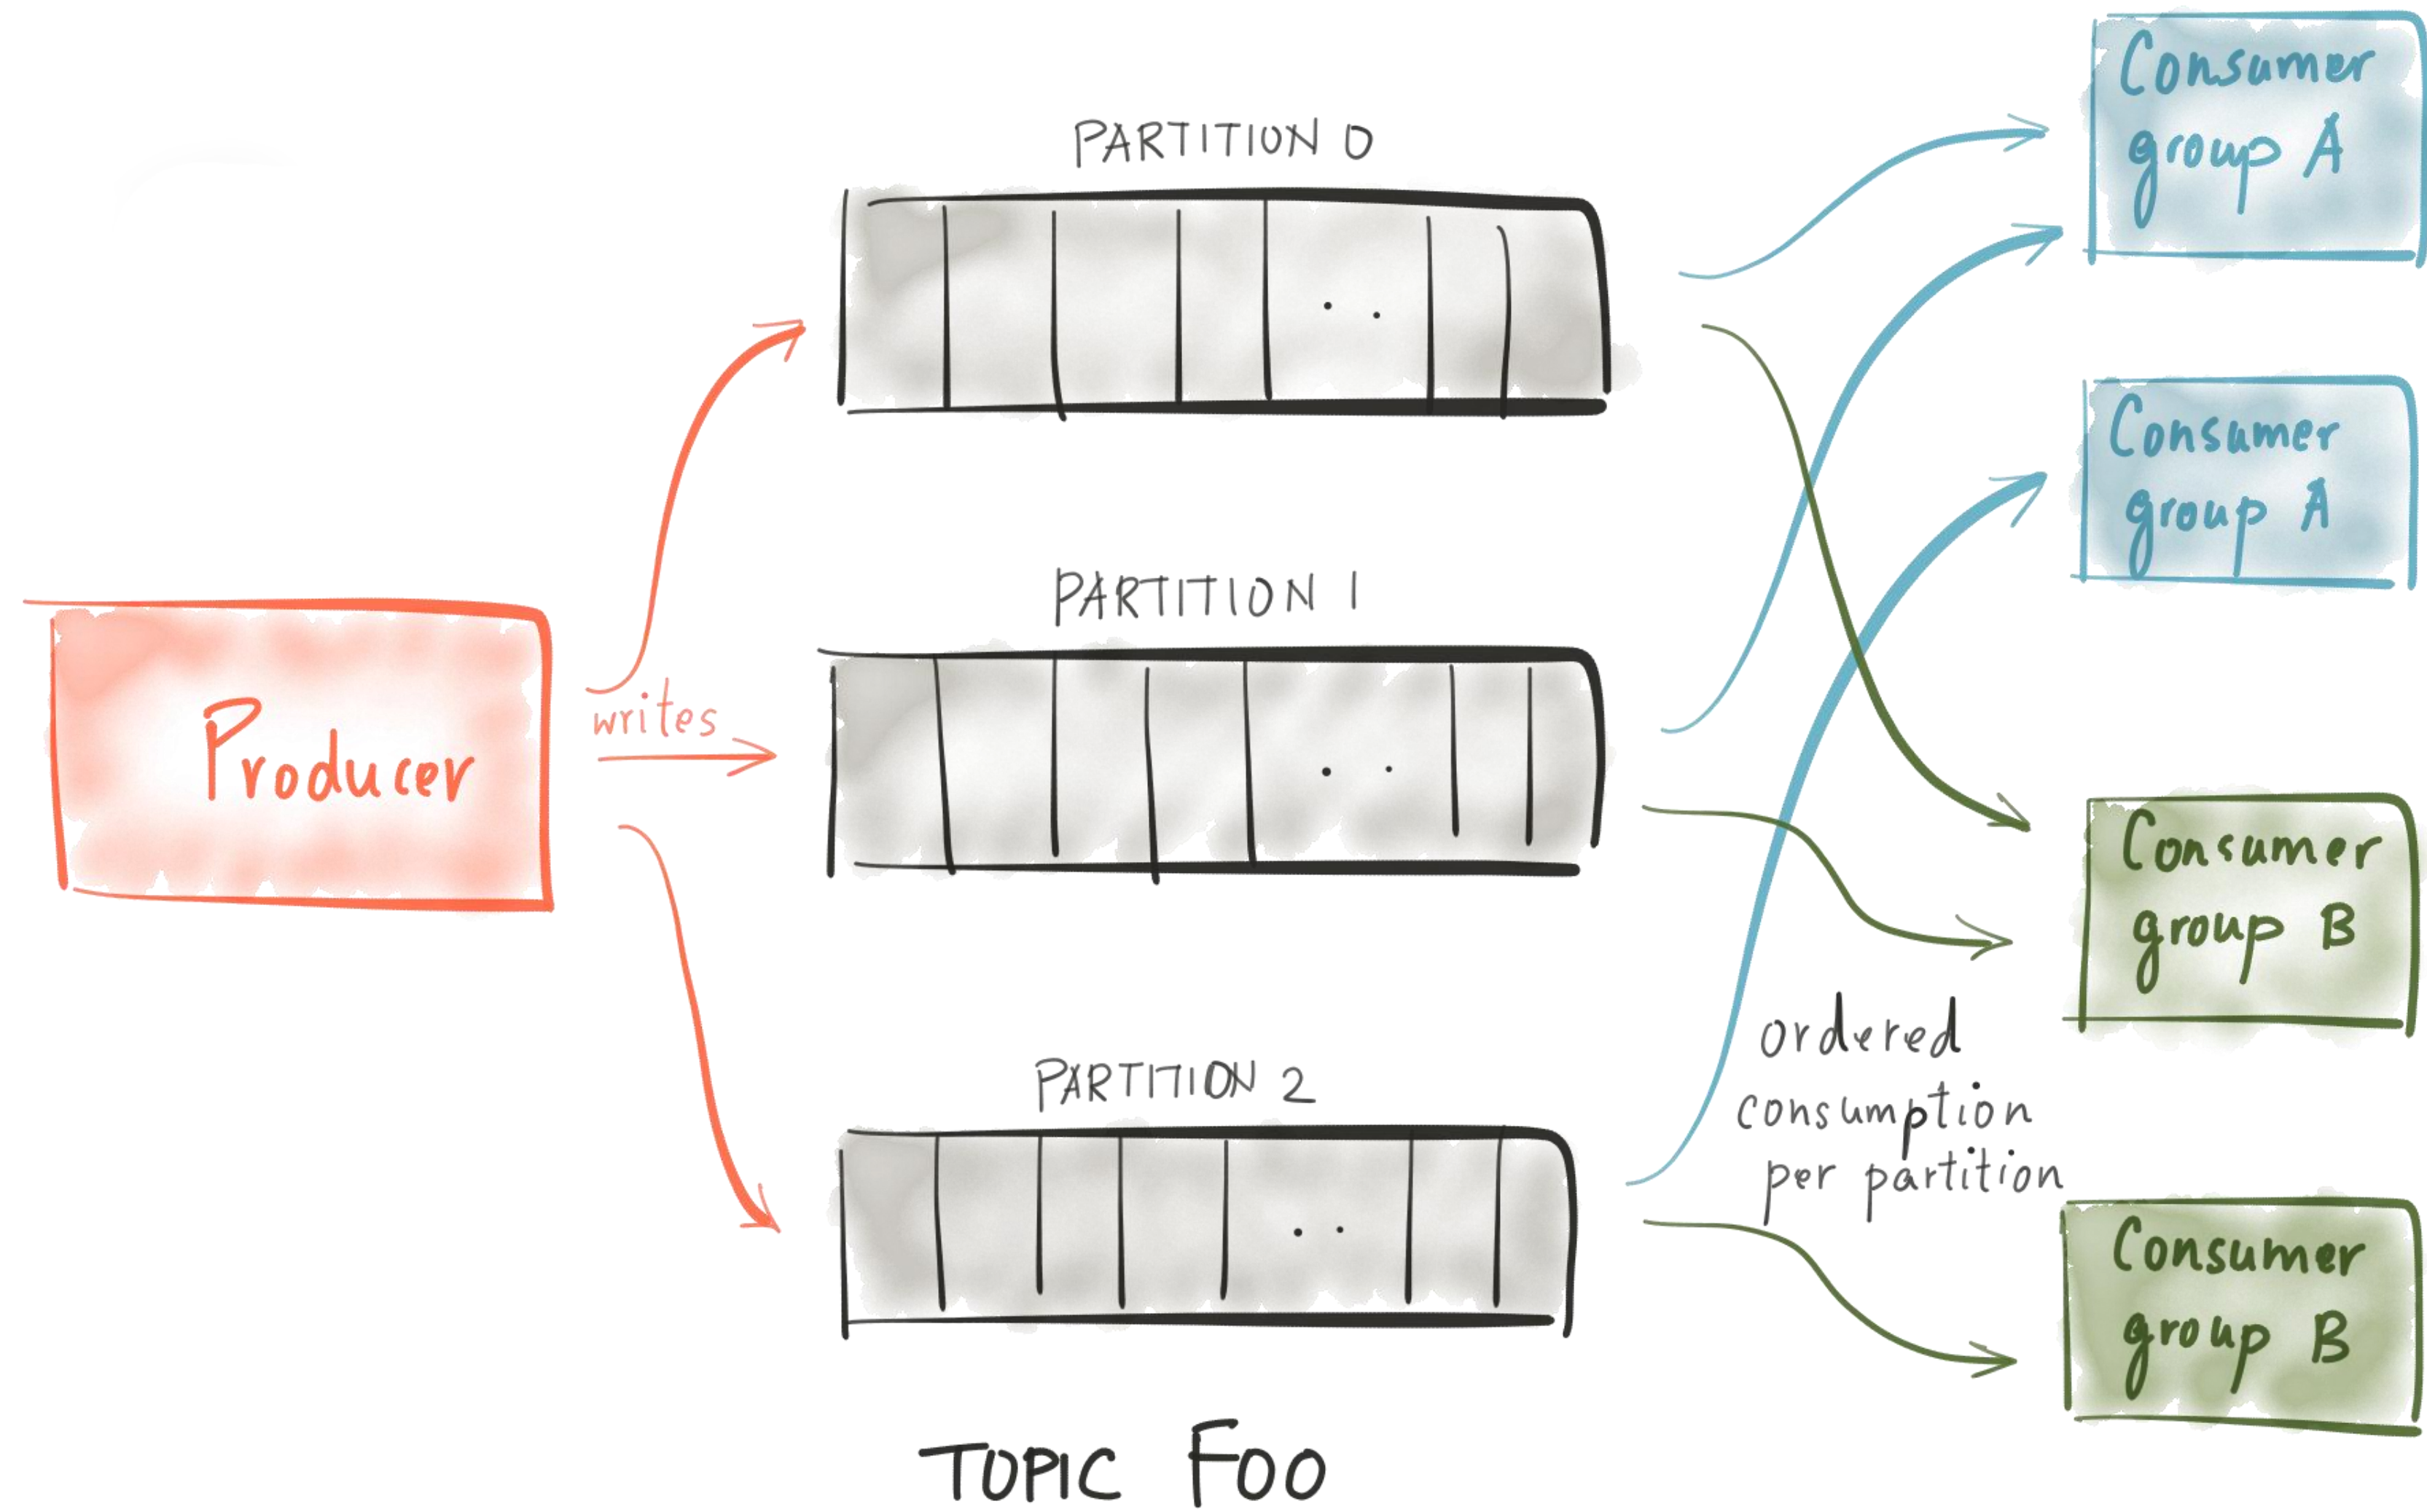 Producer
writes
PARTITION 0
PARTITION 1
PARTITION 2
TOPIC FOO
Consumer
group A
Consumer
group A
Consumer
group B
ordered
consumption
per partition
Consumer
group B